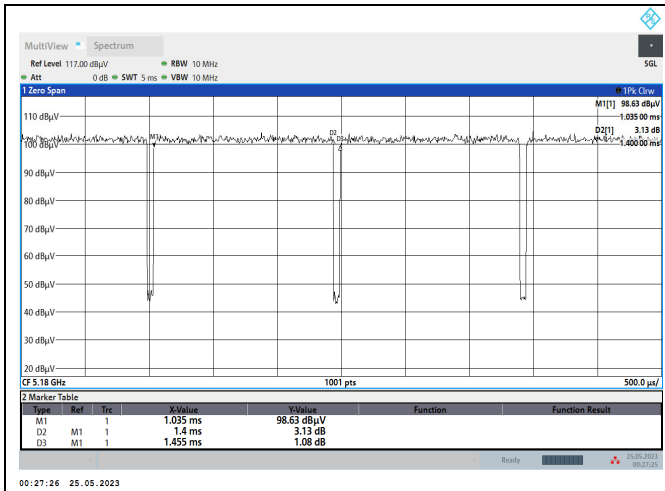 MultiView Spectrum
Ref Level 117.00 dBµV RBW 10 MHz SGL
Att 0 dB SWT 5 ms VBW 10 MHz
1 Zero Span 1Pk Clrw
M1[1] 98.63 dBµV
1.035 00 ms
D2[1] 3.13 dB
1.400 00 ms
110 dBµV
100 dBµV
M1
D2
D3
90 dBµV
80 dBµV
70 dBµV
60 dBµV
50 dBµV
40 dBµV
30 dBµV
20 dBµV
CF 5.18 GHz 1001 pts 500.0 µs/
2 Marker Table
Type Ref Trc X-Value Y-Value Function Function Result
M1 1 1.035 ms 98.63 dBµV
D2 M1 1 1.4 ms 3.13 dB
D3 M1 1 1.455 ms 1.08 dB
Ready 25.05.2023
00:27:25
00:27:26 25.05.2023